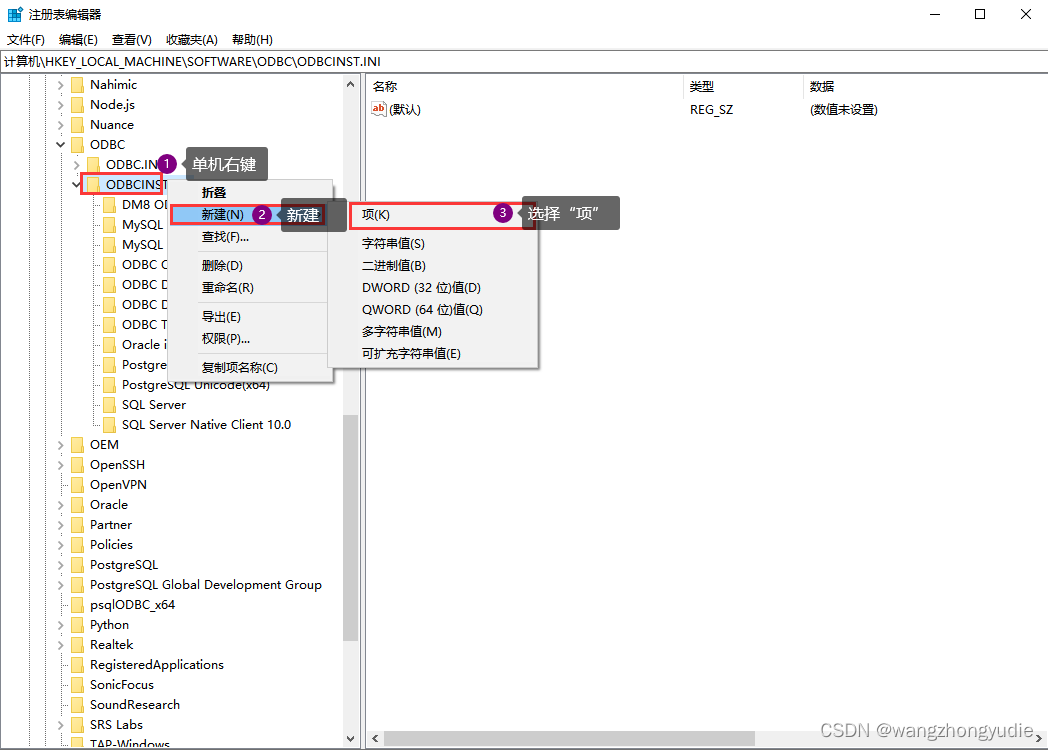 注册表编辑器
文件(F) 编辑(E) 查看(V) 收藏夹(A) 帮助(H)
计算机\HKEY_LOCAL_MACHINE\SOFTWARE\ODBC\ODBCINST.INI
Nahimic
Node.js
Nuance
ODBC
ODBC.IN
ODBCINST
DM8 OD
MySQL
MySQL
ODBC C
ODBC D
ODBC D
ODBC T
Oracle i
Postgre
PostgreSQL Unicode(x64)
SQL Server
SQL Server Native Client 10.0
OEM
OpenSSH
OpenVPN
Oracle
Partner
Policies
PostgreSQL
PostgreSQL Global Development Group
psqlODBC_x64
Python
Realtek
RegisteredApplications
SonicFocus
SoundResearch
SRS Labs
TAP-Windows
1 单机右键
折叠
新建(N) 2 新建
查找(F)...
删除(D)
重命名(R)
导出(E)
权限(P)...
复制项名称(C)
项(K) 3 选择“项”
字符串值(S)
二进制值(B)
DWORD (32 位)值(D)
QWORD (64 位)值(Q)
多字符串值(M)
可扩充字符串值(E)
名称 类型 数据
ab (默认) REG_SZ (数值未设置)
CSDN @wangzhongyudie